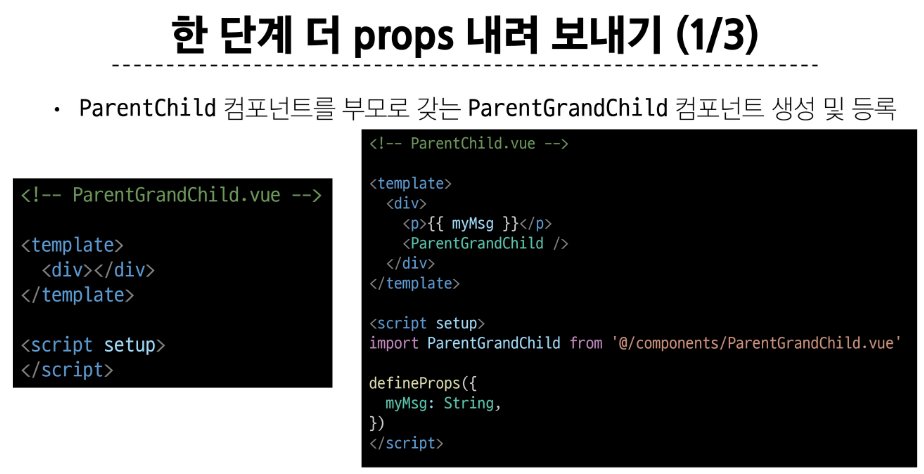 한 단계 더 props 내려 보내기 (1/3)
• ParentChild 컴포넌트를 부모로 갖는 ParentGrandChild 컴포넌트 생성 및 등록
<!-- ParentGrandChild.vue -->
<template>
  <div></div>
</template>
<script setup>
</script>
<!-- ParentChild.vue -->
<template>
  <div>
    <p>{{ myMsg }}</p>
    <ParentGrandChild />
  </div>
</template>
<script setup>
import ParentGrandChild from '@/components/ParentGrandChild.vue'
defineProps({
  myMsg: String,
})
</script>